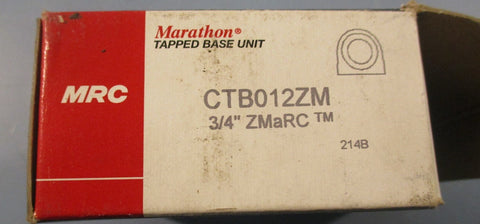 Marathon®
TAPPED BASE UNIT
MRC
CTB012ZM
3/4" ZMaRC ™
214B